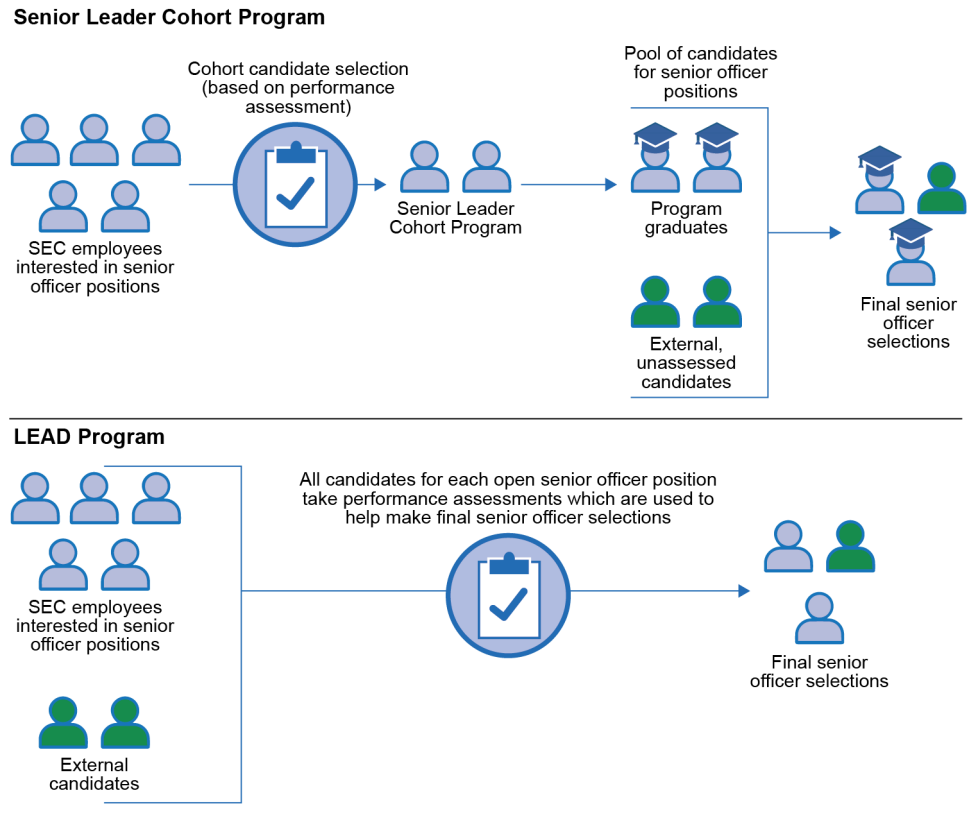 Senior Leader Cohort Program
Cohort candidate selection
(based on performance
assessment)
SEC employees
interested in senior
officer positions
Senior Leader
Cohort Program
Pool of candidates
for senior officer
positions
Program
graduates
External,
unassessed
candidates
Final senior
officer
selections
LEAD Program
SEC employees
interested in senior
officer positions
External
candidates
All candidates for each open senior officer position
take performance assessments which are used to
help make final senior officer selections
Final senior
officer selections